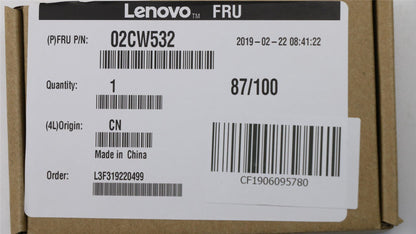 Lenovo™ FRU
(P)FRU P/N: 02CW532 2019-02-22 08:41:22
Quantity: 1 87/100
(4L)Origin: CN
Made in China
Order: L3F319220499
CF1906095780